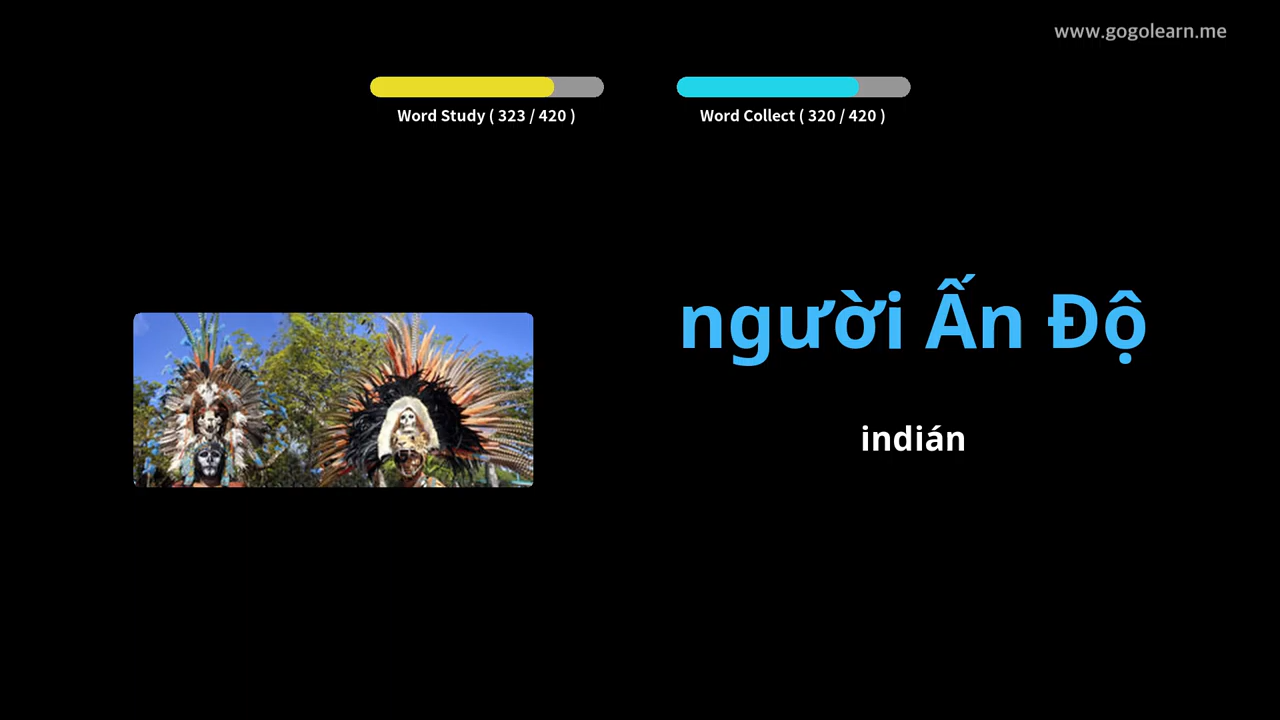 www.gogolearn.me
Word Study ( 323 / 420 )
Word Collect ( 320 / 420 )
người Ấn Độ
indián